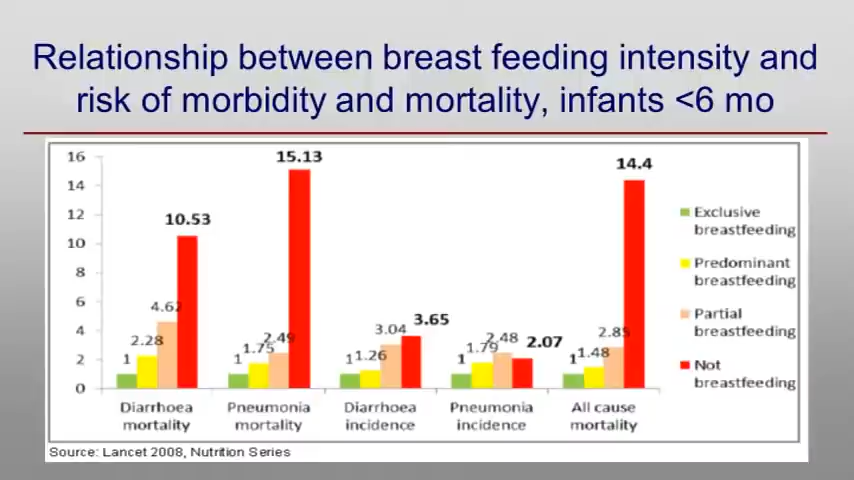 Relationship between breast feeding intensity and
risk of morbidity and mortality, infants <6 mo
16
14
12
10
8
6
4
2
0
1
2.28
4.62
10.53
1
1.75
2.49
15.13
1
1.26
3.04
3.65
1
1.79
2.48
2.07
1
1.48
2.85
14.4
Diarrhoea
mortality
Pneumonia
mortality
Diarrhoea
incidence
Pneumonia
incidence
All cause
mortality
Exclusive
breastfeeding
Predominant
breastfeeding
Partial
breastfeeding
Not
breastfeeding
Source: Lancet 2008, Nutrition Series